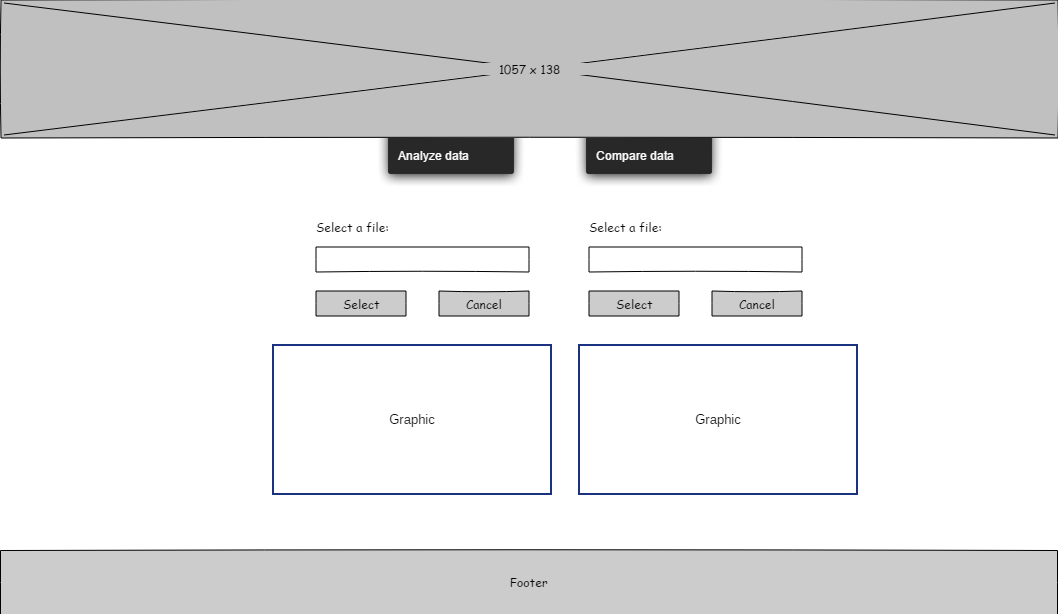 1057 x 138
Analyze data
Compare data
Select a file:
Select a file:
Select
Cancel
Select
Cancel
Graphic
Graphic
Footer